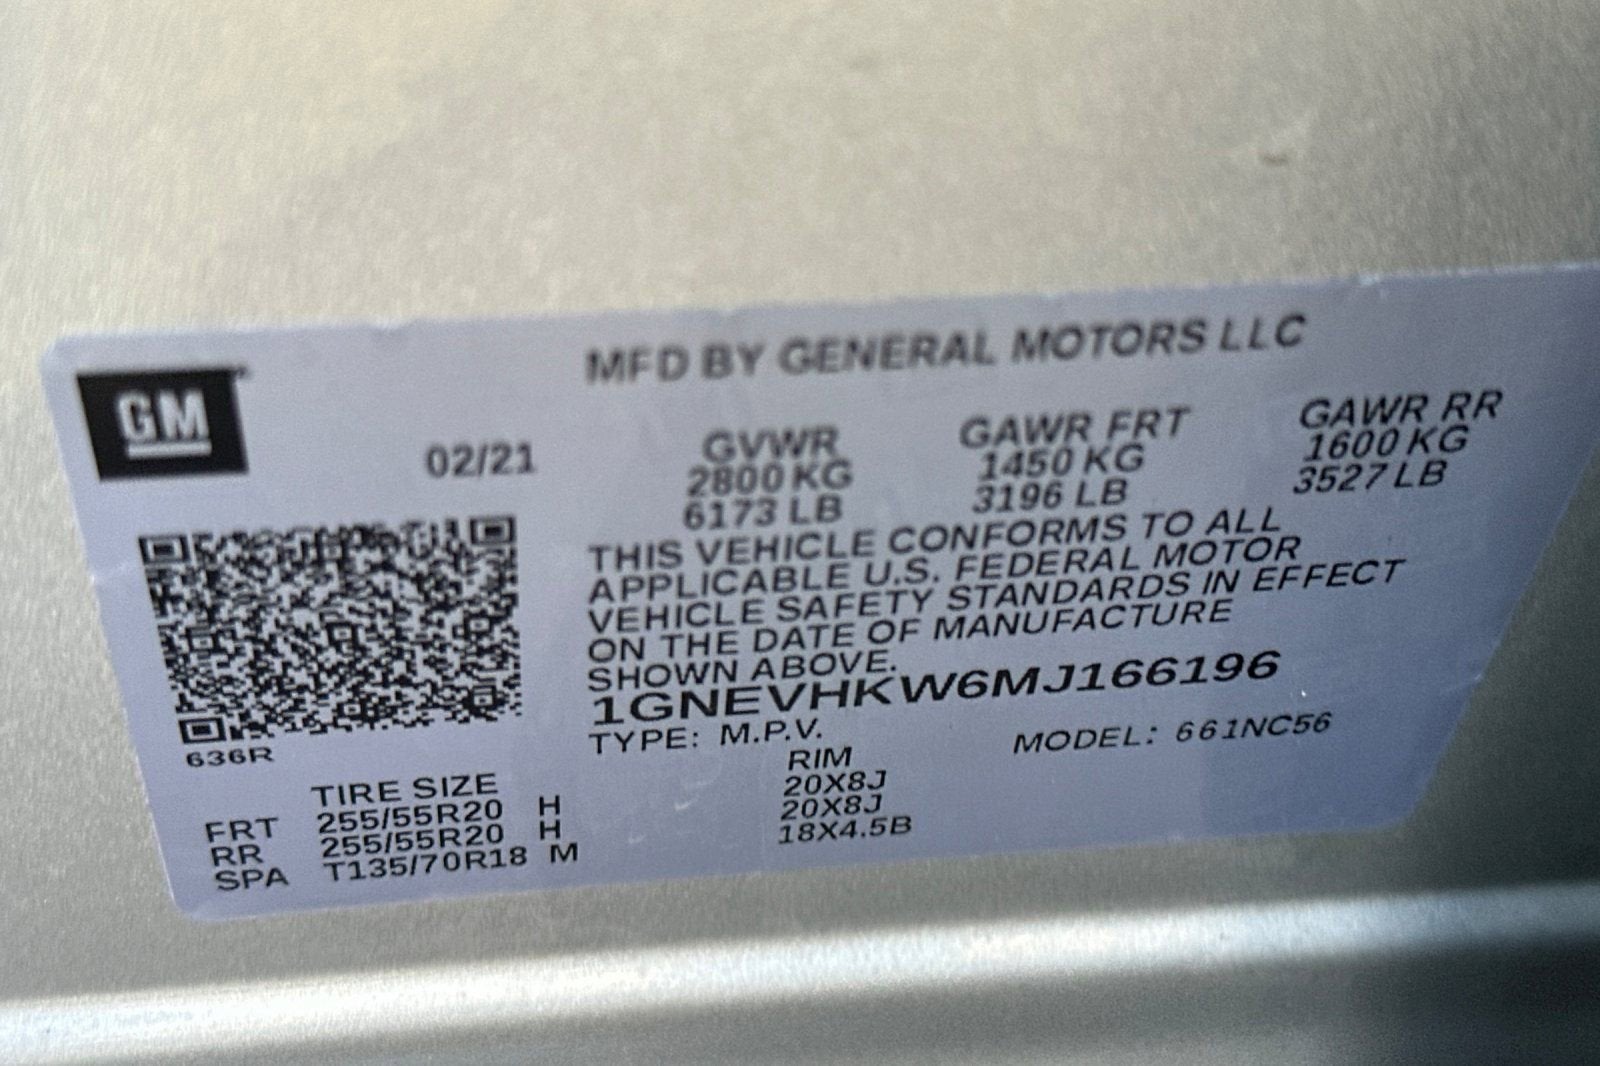 GM
MFD BY GENERAL MOTORS LLC
02/21
GVWR GAWR FRT GAWR RR
2800 KG 1450 KG 1600 KG
6173 LB 3196 LB 3527 LB
THIS VEHICLE CONFORMS TO ALL
APPLICABLE U.S. FEDERAL MOTOR
VEHICLE SAFETY STANDARDS IN EFFECT
ON THE DATE OF MANUFACTURE
SHOWN ABOVE.
1GNEVHKW6MJ166196
TYPE: M.P.V. MODEL: 661NC56
636R
TIRE SIZE RIM
FRT 255/55R20 H 20X8J
RR 255/55R20 H 20X8J
SPA T135/70R18 M 18X4.5B